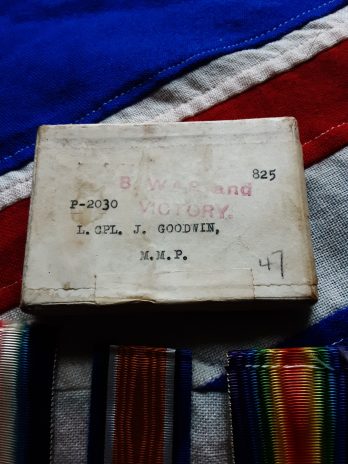 825
B. WAR and
P-2030
VICTORY.
L.CPL. J. GOODWIN,
M.M.P.
47